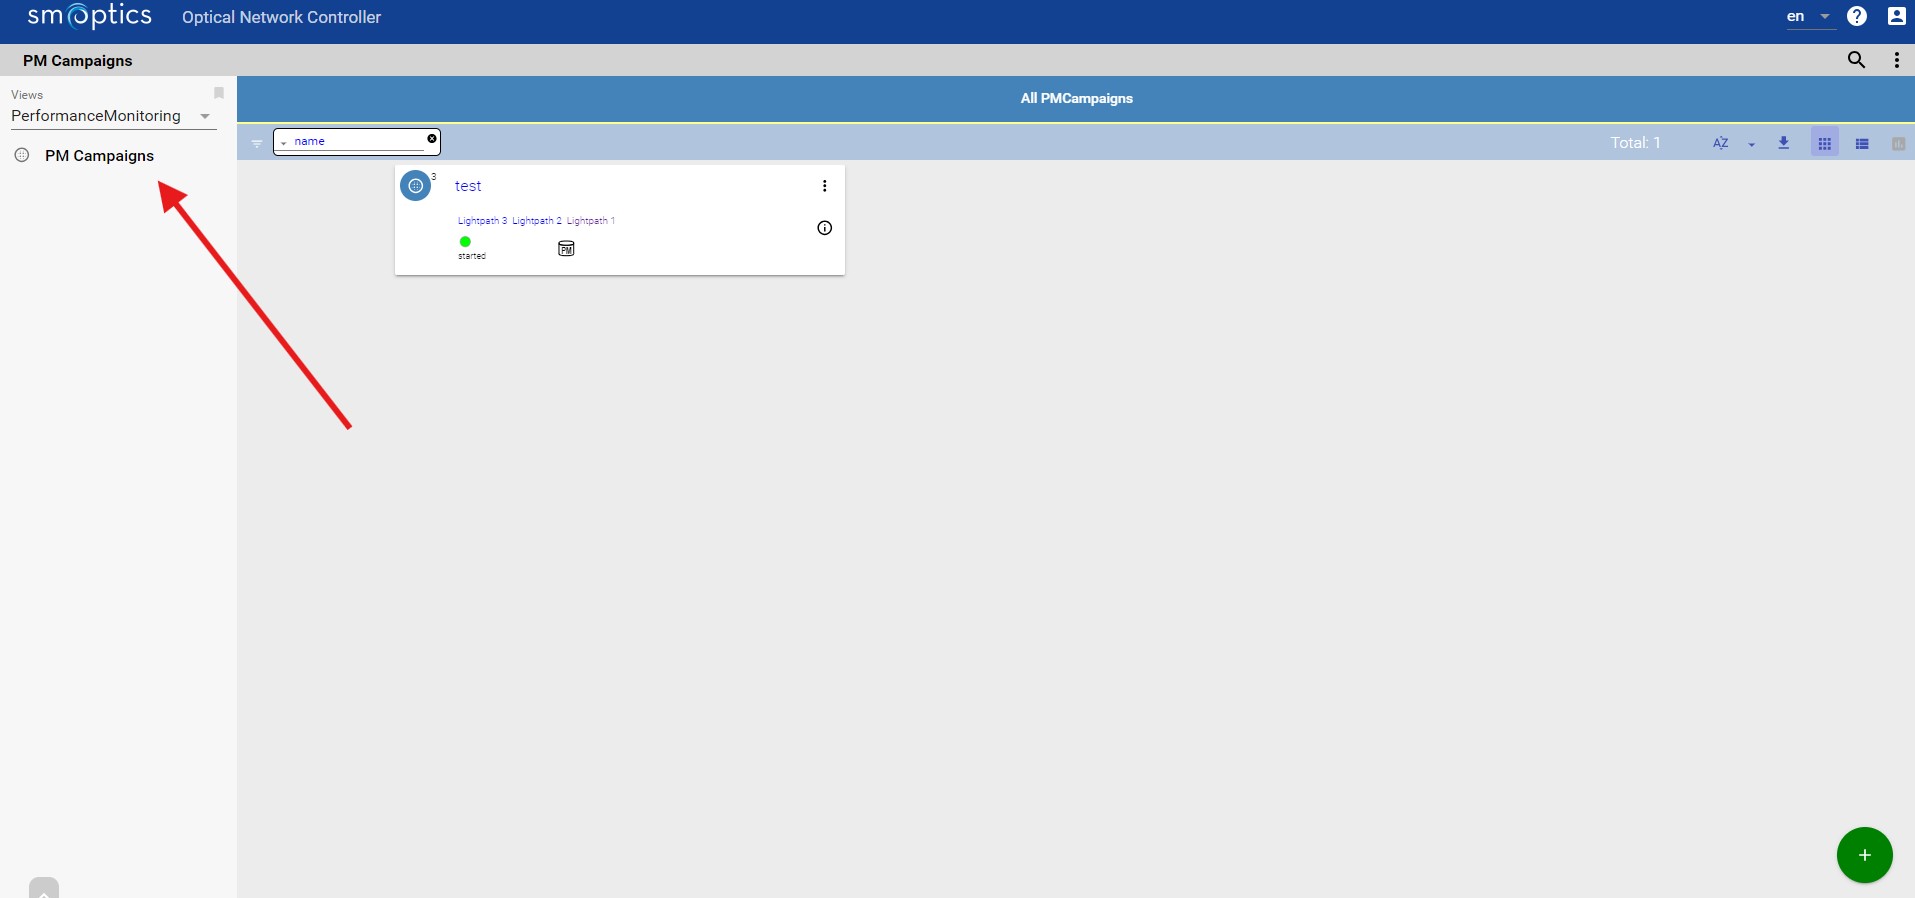 smoptics Optical Network Controller en
PM Campaigns
Views
PerformanceMonitoring
PM Campaigns
All PMCampaigns
name Total: 1 AZ
3
test
Lightpath 3 Lightpath 2 Lightpath 1
started
PM